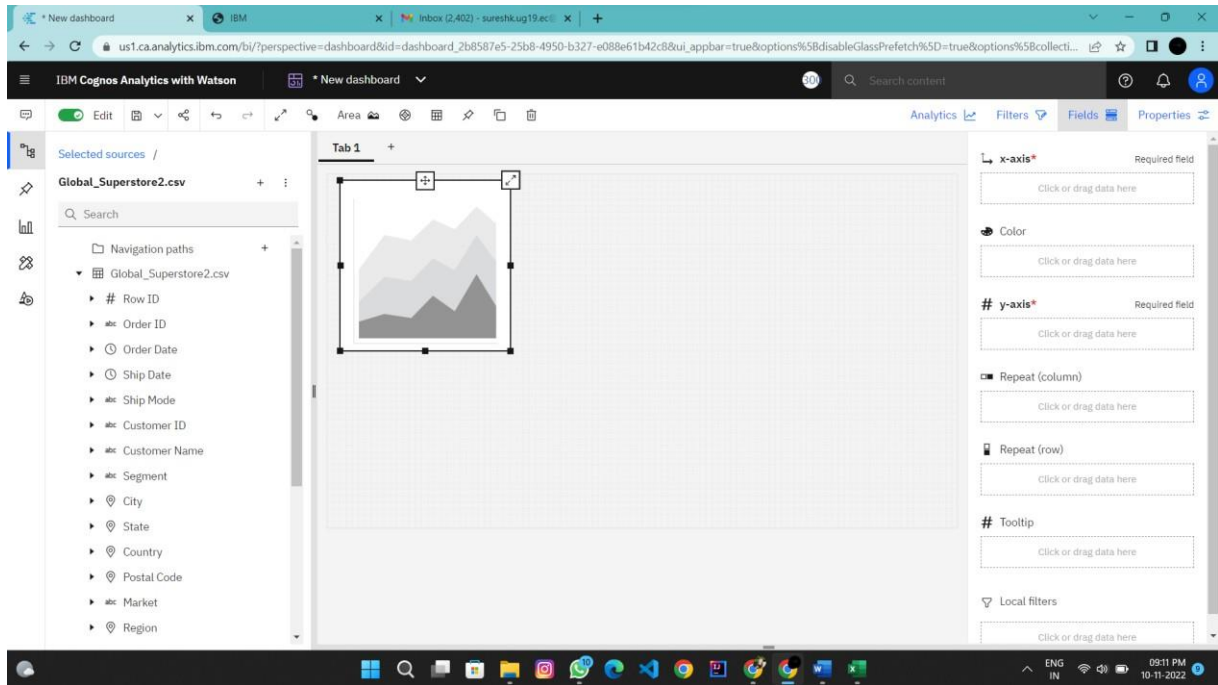 * New dashboard
IBM
Inbox (2,402) - sureshk.ug19.ec@
us1.ca.analytics.ibm.com/bi/?perspective=dashboard&id=dashboard_2b8587e5-25b8-4950-b327-e088e61b42c8&ui_appbar=true&options%5BdisableGlassPrefetch%5D=true&options%5Bcollecti...
IBM Cognos Analytics with Watson
* New dashboard
Search content
Edit
Area
Analytics
Filters
Fields
Properties
Selected sources /
Global_Superstore2.csv
Search
Navigation paths
Global_Superstore2.csv
# Row ID
abc Order ID
Order Date
Ship Date
abc Ship Mode
abc Customer ID
abc Customer Name
abc Segment
City
State
Country
Postal Code
abc Market
Region
Tab 1 +
x-axis* Required field
Click or drag data here
Color
Click or drag data here
# y-axis* Required field
Click or drag data here
Repeat (column)
Click or drag data here
Repeat (row)
Click or drag data here
# Tooltip
Click or drag data here
Local filters
Click or drag data here
ENG
IN
09:11 PM
10-11-2022